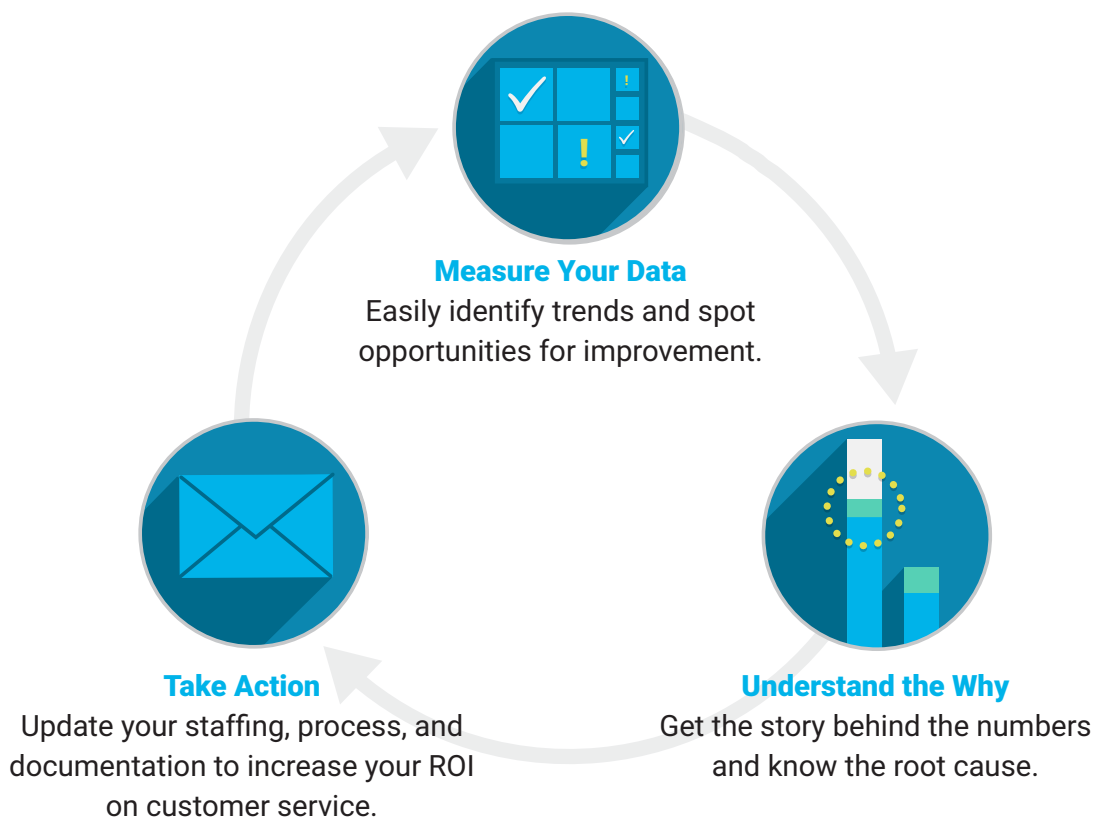 Measure Your Data
Easily identify trends and spot
opportunities for improvement.
Take Action
Update your staffing, process, and
documentation to increase your ROI
on customer service.
Understand the Why
Get the story behind the numbers
and know the root cause.